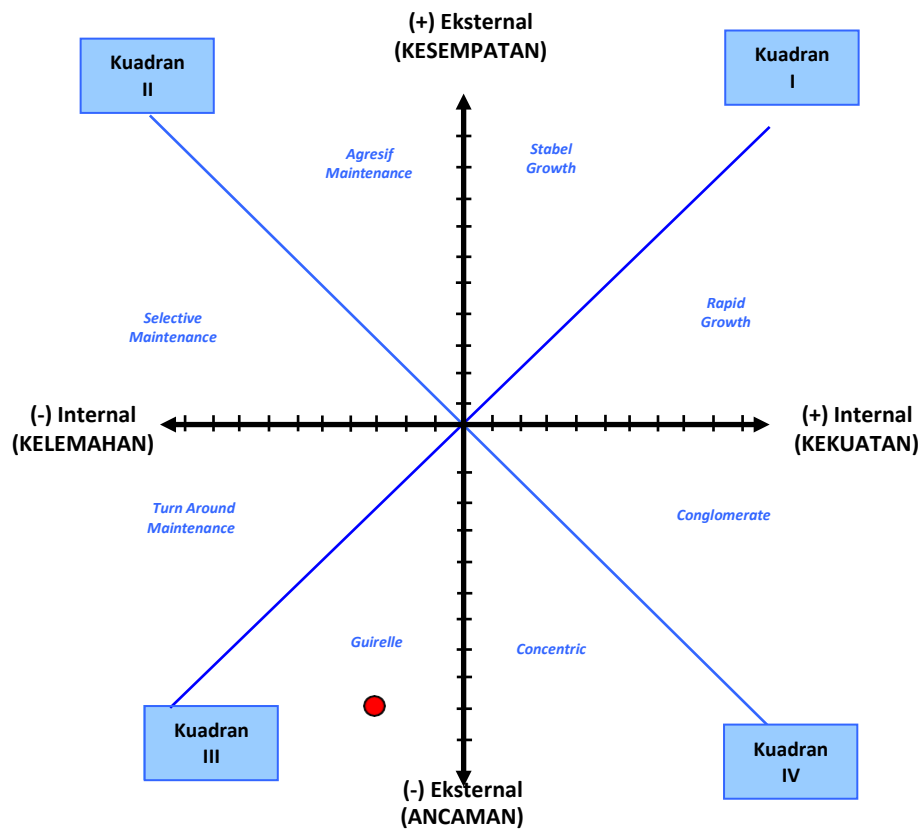 (+) Eksternal
(KESEMPATAN)
Kuadran
II
Kuadran
I
Agresif
Maintenance
Stabel
Growth
Selective
Maintenance
Rapid
Growth
(-) Internal
(KELEMAHAN)
(+) Internal
(KEKUATAN)
Turn Around
Maintenance
Conglomerate
Guirelle
Concentric
Kuadran
III
Kuadran
IV
(-) Eksternal
(ANCAMAN)